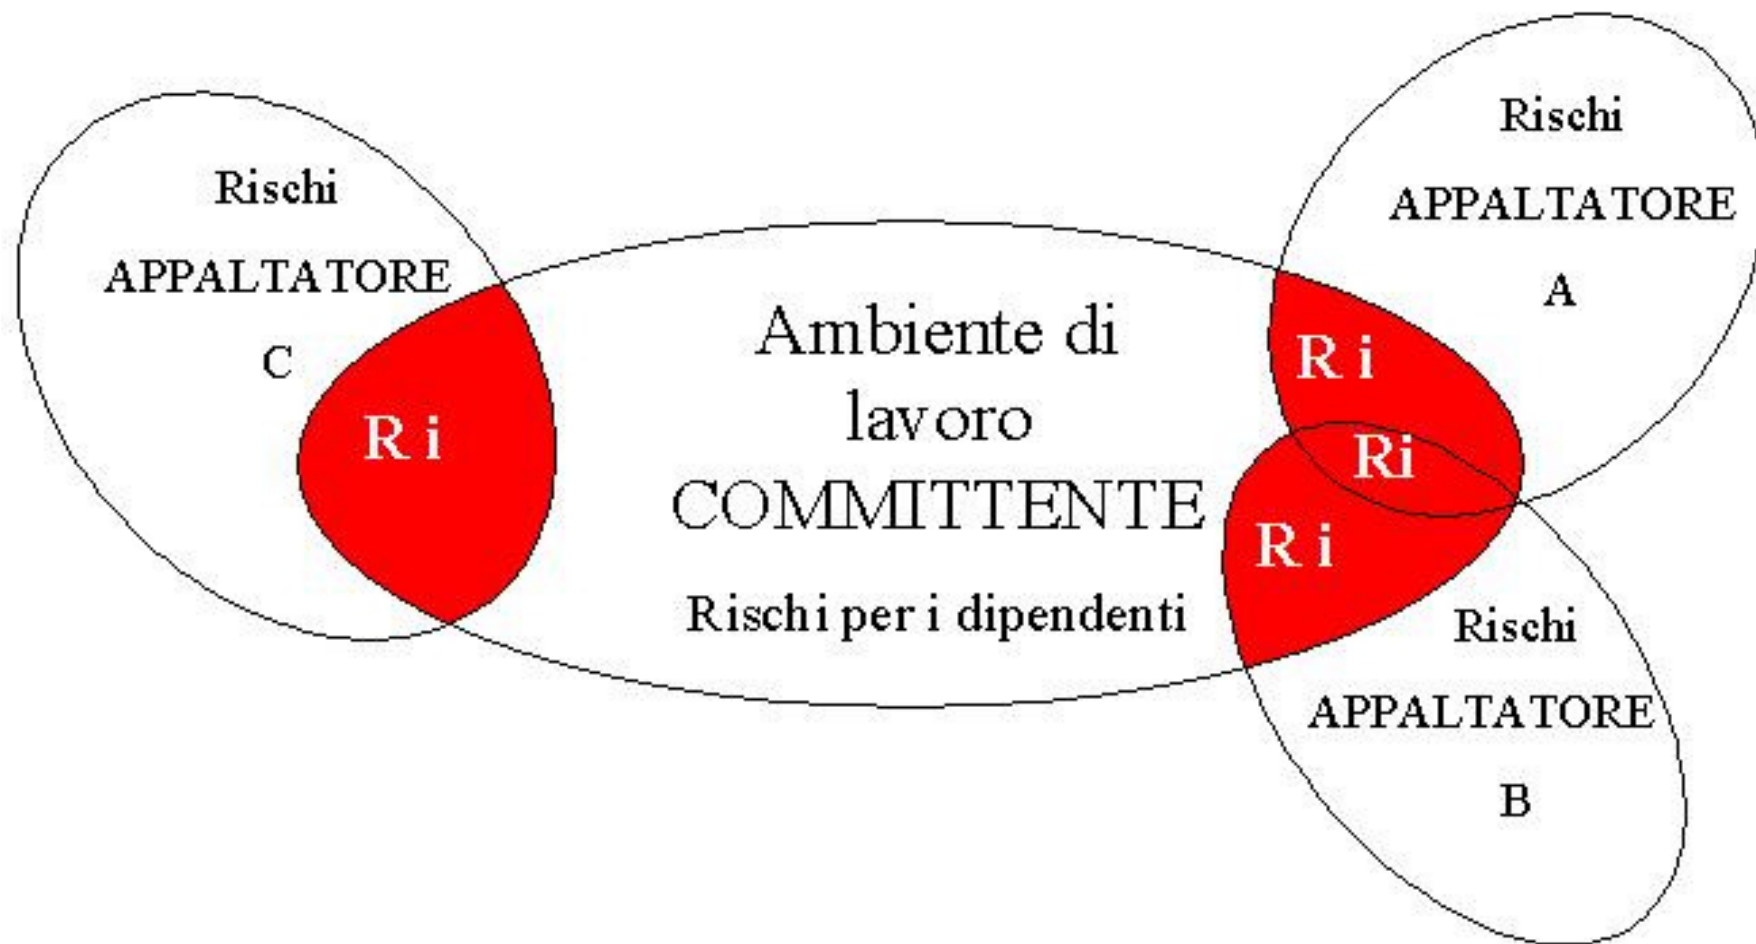 Rischi
APPALTATORE
C
R i
Ambiente di
lavoro
COMMITTENTE
Rischi per i dipendenti
Rischi
APPALTATORE
A
R i
Ri
R i
Rischi
APPALTATORE
B